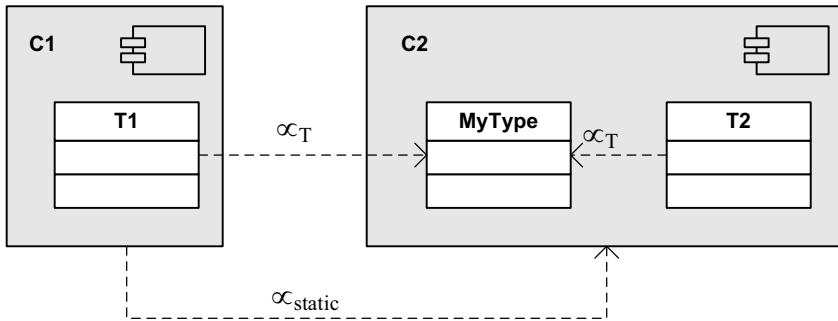 C1
C2
T1
MyType
T2
∝T
∝T
∝static